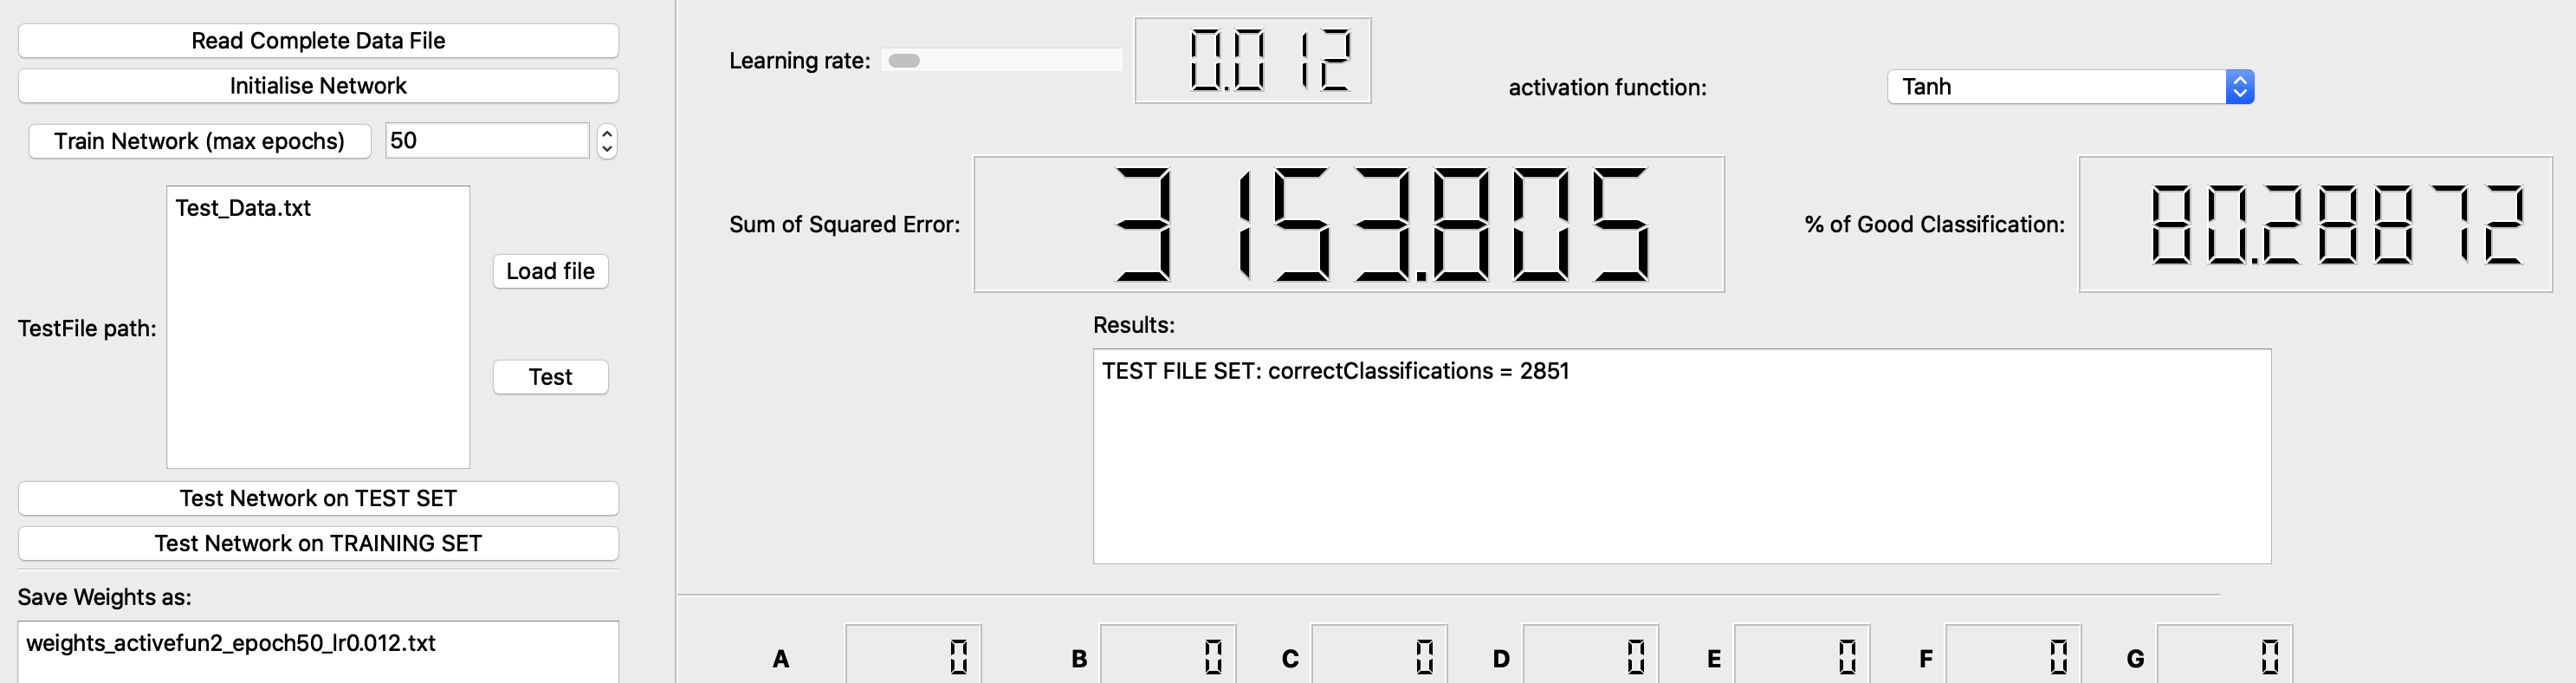 Read Complete Data File
Initialise Network
Train Network (max epochs) 50
Test_Data.txt
Load file
TestFile path:
Test
Test Network on TEST SET
Test Network on TRAINING SET
Save Weights as:
weights_activefun2_epoch50_lr0.012.txt
Learning rate: 0.012
activation function: Tanh
Sum of Squared Error: 3153.805
% of Good Classification: 80.28872
Results:
TEST FILE SET: correctClassifications = 2851
A 0 B 0 C 0 D 0 E 0 F 0 G 0